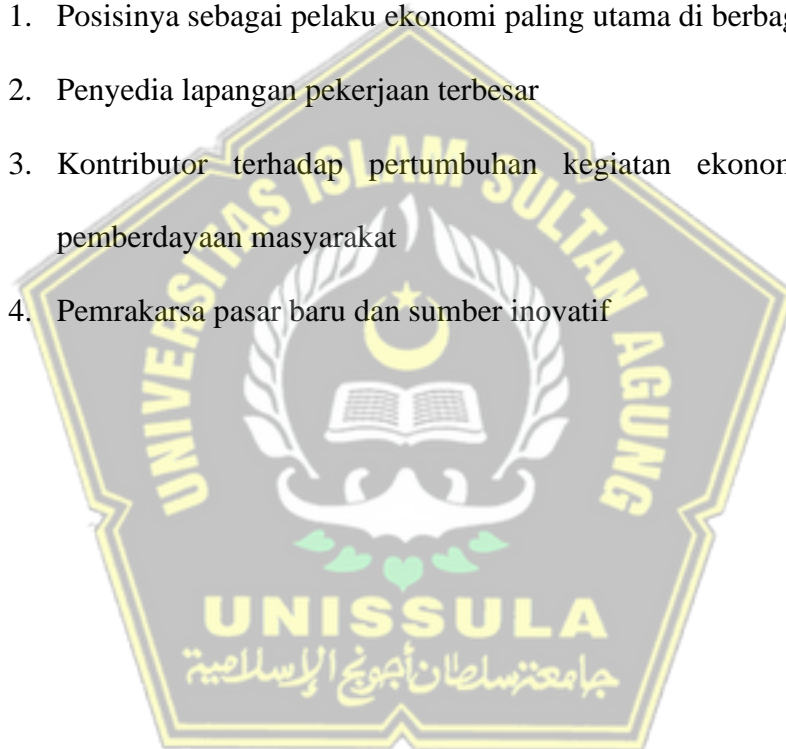 1. Posisinya sebagai pelaku ekonomi paling utama di berbag
2. Penyedia lapangan pekerjaan terbesar
3. Kontributor terhadap pertumbuhan kegiatan ekonom
pemberdayaan masyarakat
4. Pemrakarsa pasar baru dan sumber inovatif
UNIVERSITAS ISLAM SULTAN AGUNG
UNISSULA
جامعة سلطان أجونج الإسلامية